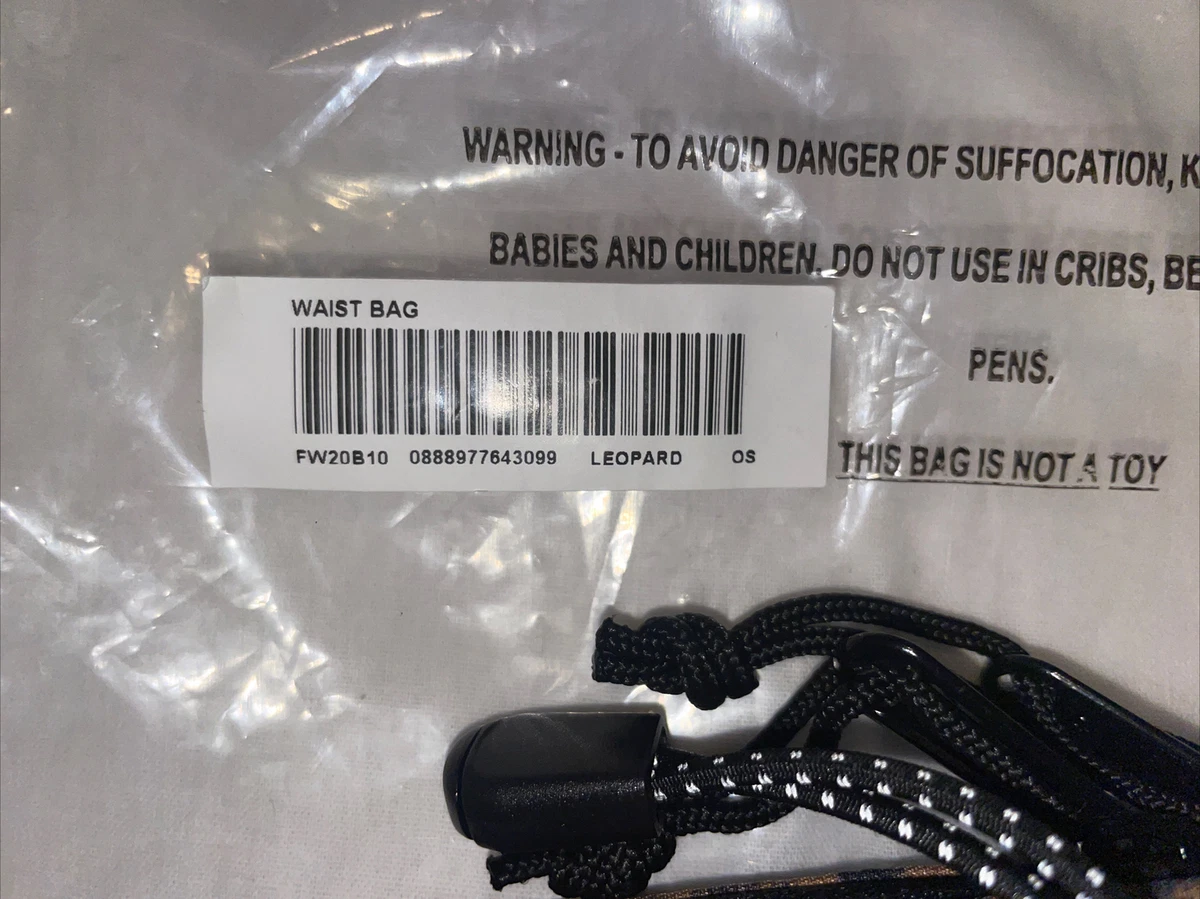 WARNING - TO AVOID DANGER OF SUFFOCATION, K
BABIES AND CHILDREN. DO NOT USE IN CRIBS, BE
PENS.
THIS BAG IS NOT A TOY
WAIST BAG
FW20B10 0888977643099 LEOPARD OS